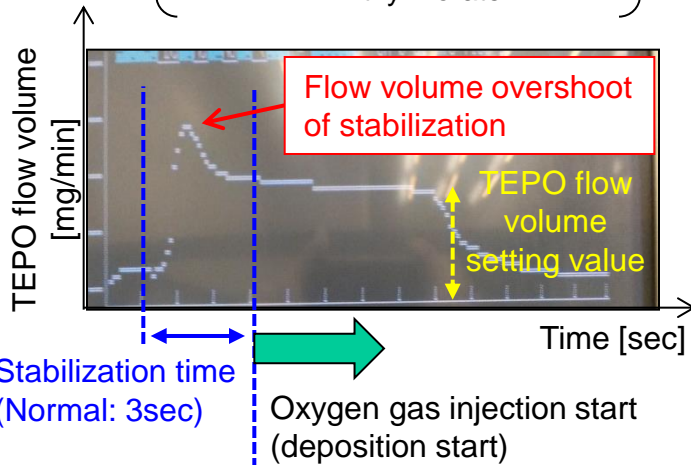 Flow volume overshoot
of stabilization
TEPO flow volume
[mg/min]
TEPO flow
volume
setting value
Time [sec]
Stabilization time
(Normal: 3sec)
Oxygen gas injection start
(deposition start)